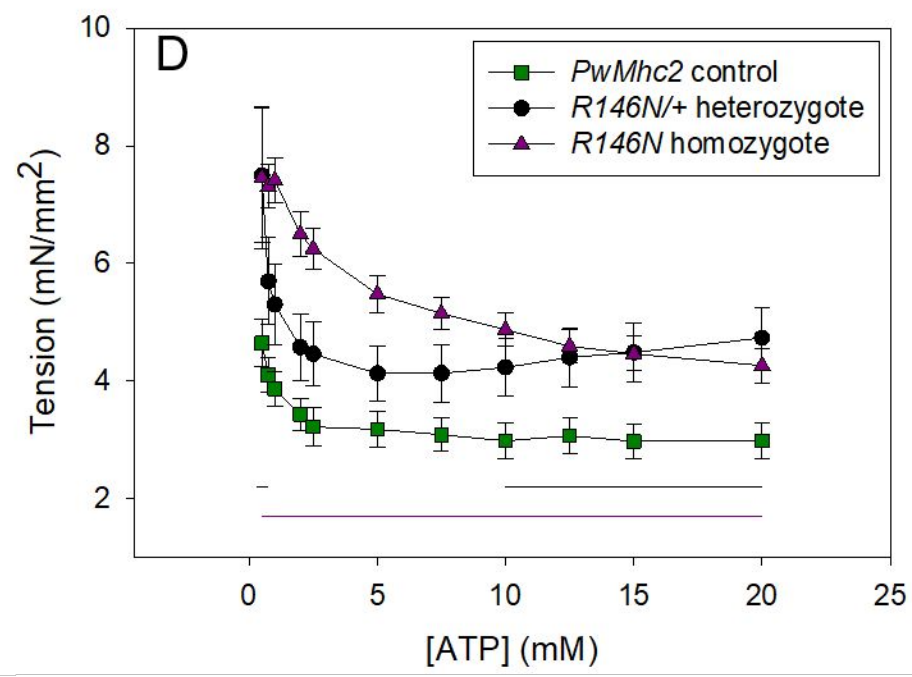 D
PwMhc2 control
R146N/+ heterozygote
R146N homozygote
10
8
6
4
2
Tension (mN/mm²)
0 5 10 15 20 25
[ATP] (mM)